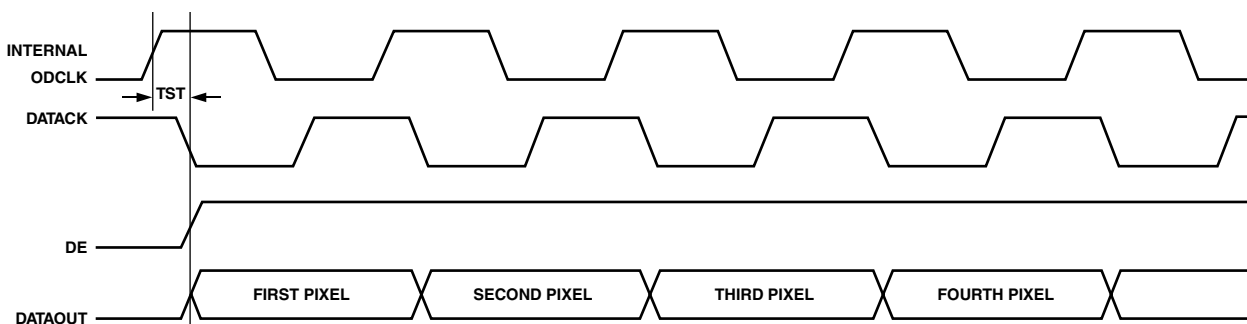 INTERNAL
ODCLK
TST
DATACK
DE
FIRST PIXEL
SECOND PIXEL
THIRD PIXEL
FOURTH PIXEL
DATAOUT